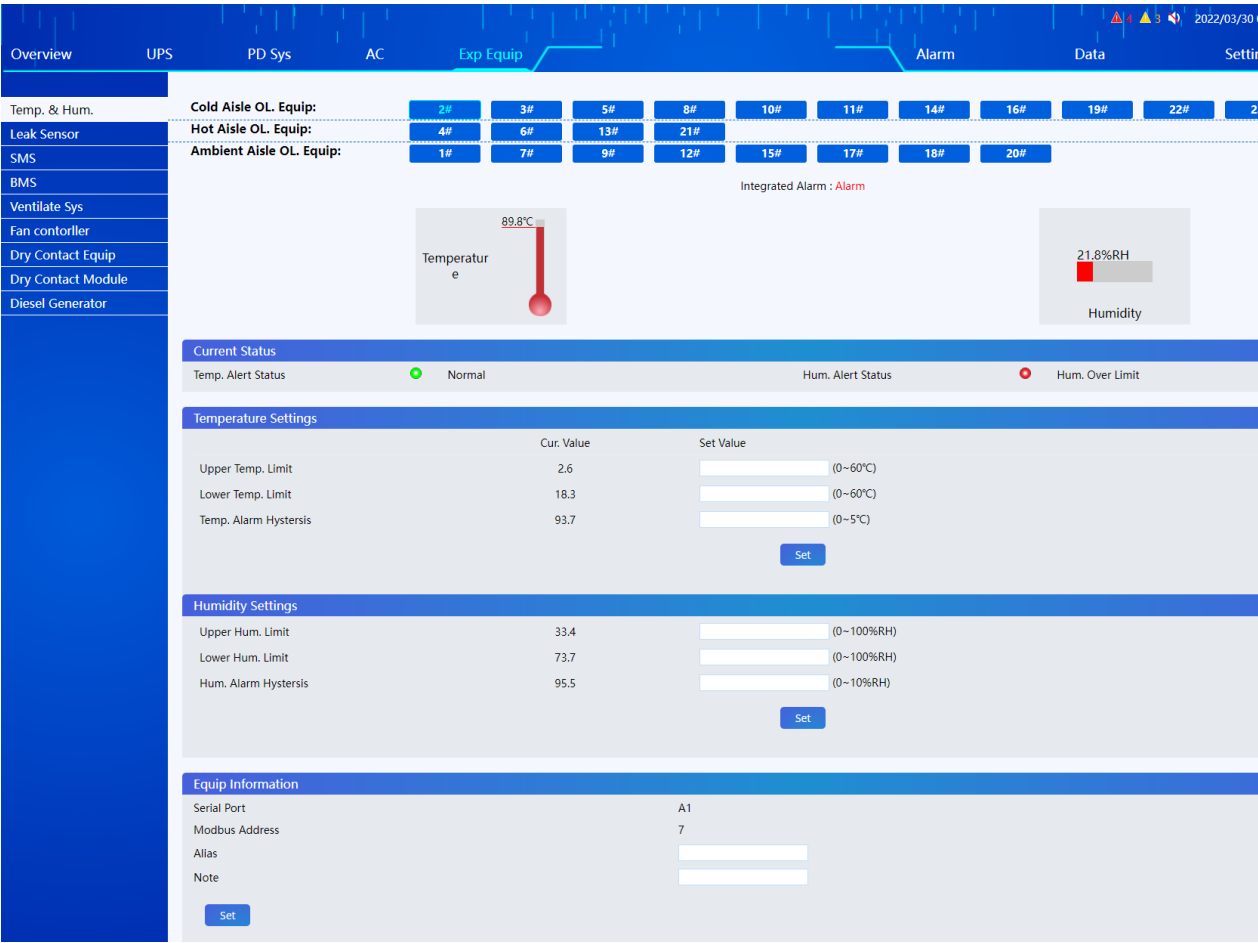 4 3 2022/03/30
Overview UPS PD Sys AC Exp Equip Alarm Data Settin
Temp. & Hum.
Leak Sensor
SMS
BMS
Ventilate Sys
Fan contorller
Dry Contact Equip
Dry Contact Module
Diesel Generator
Cold Aisle OL. Equip: 2# 3# 5# 8# 10# 11# 14# 16# 19# 22# 2
Hot Aisle OL. Equip: 4# 6# 13# 21#
Ambient Aisle OL. Equip: 1# 7# 9# 12# 15# 17# 18# 20#
Integrated Alarm : Alarm
89.8℃
Temperatur
e
21.8%RH
Humidity
Current Status
Temp. Alert Status Normal Hum. Alert Status Hum. Over Limit
Temperature Settings
Cur. Value Set Value
Upper Temp. Limit 2.6 (0~60℃)
Lower Temp. Limit 18.3 (0~60℃)
Temp. Alarm Hystersis 93.7 (0~5℃)
Set
Humidity Settings
Upper Hum. Limit 33.4 (0~100%RH)
Lower Hum. Limit 73.7 (0~100%RH)
Hum. Alarm Hystersis 95.5 (0~10%RH)
Set
Equip Information
Serial Port A1
Modbus Address 7
Alias
Note
Set